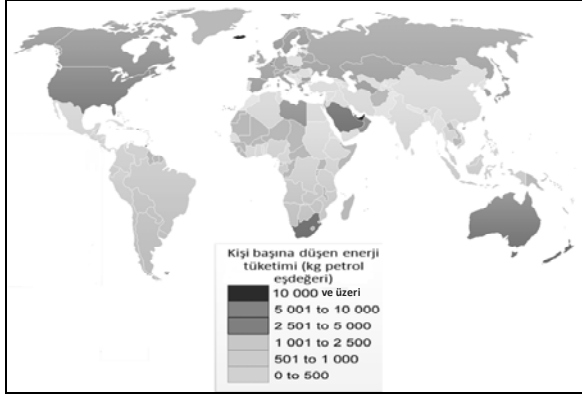 Kişi başına düşen enerji
tüketimi (kg petrol
eşdeğeri)
10 000 ve üzeri
5 001 to 10 000
2 501 to 5 000
1 001 to 2 500
501 to 1 000
0 to 500